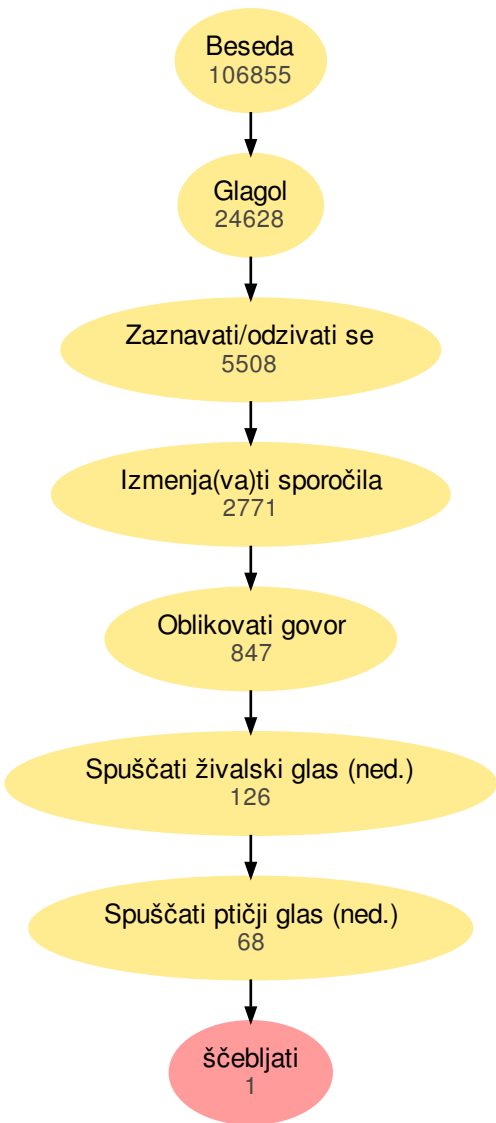 Beseda
106855
Glagol
24628
Zaznavati/odzivati se
5508
Izmenja(va)ti sporočila
2771
Oblikovati govor
847
Spuščati živalski glas (ned.)
126
Spuščati ptičji glas (ned.)
68
ščebljati
1